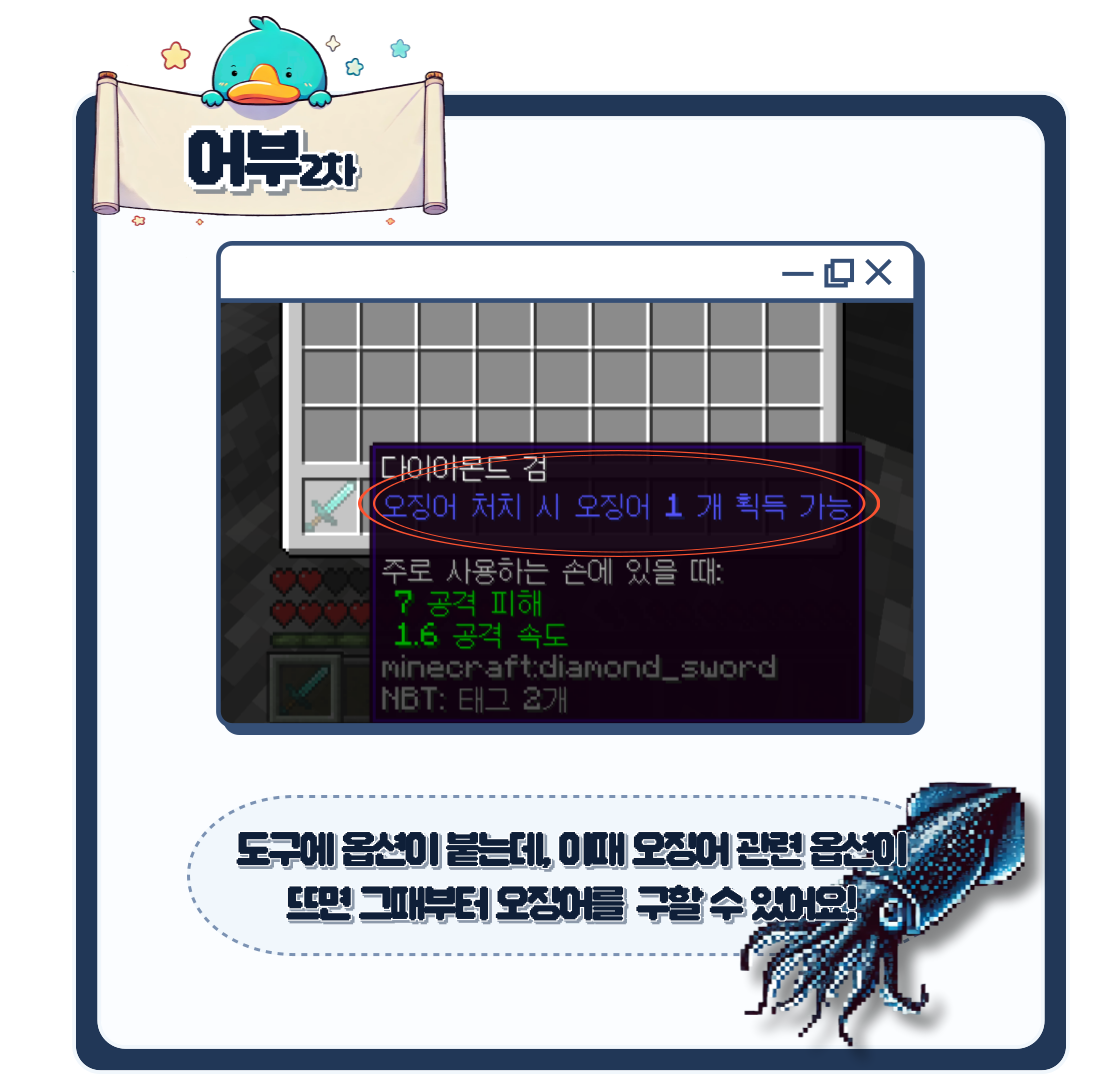 어부2차
다이아몬드 검
오징어 처치 시 오징어 1 개 획득 가능
주로 사용하는 손에 있을 때:
7 공격 피해
1.6 공격 속도
minecraft:diamond_sword
NBT: 태그 2개
도구에 옵션이 붙는데, 이때 오징어 관련 옵션이
뜨면 그때부터 오징어를 구할 수 있어요!